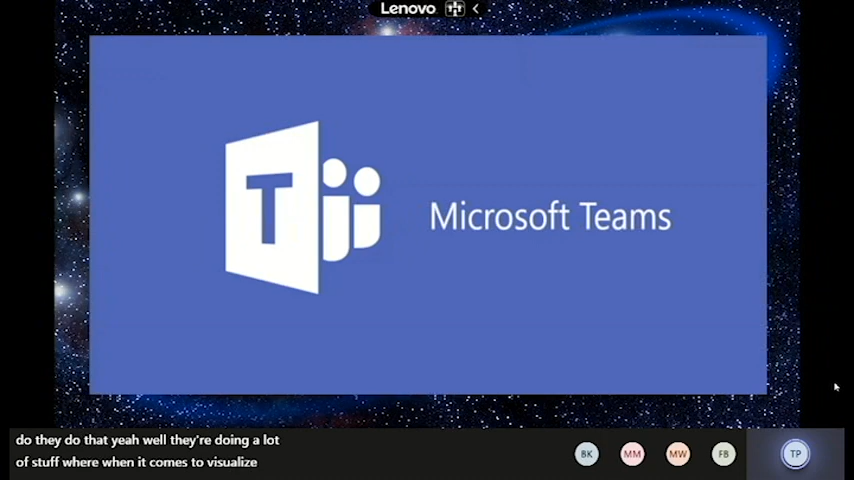 Lenovo
T
Microsoft Teams
do they do that yeah well they're doing a lot
of stuff where when it comes to visualize
BK MM MW FB TP